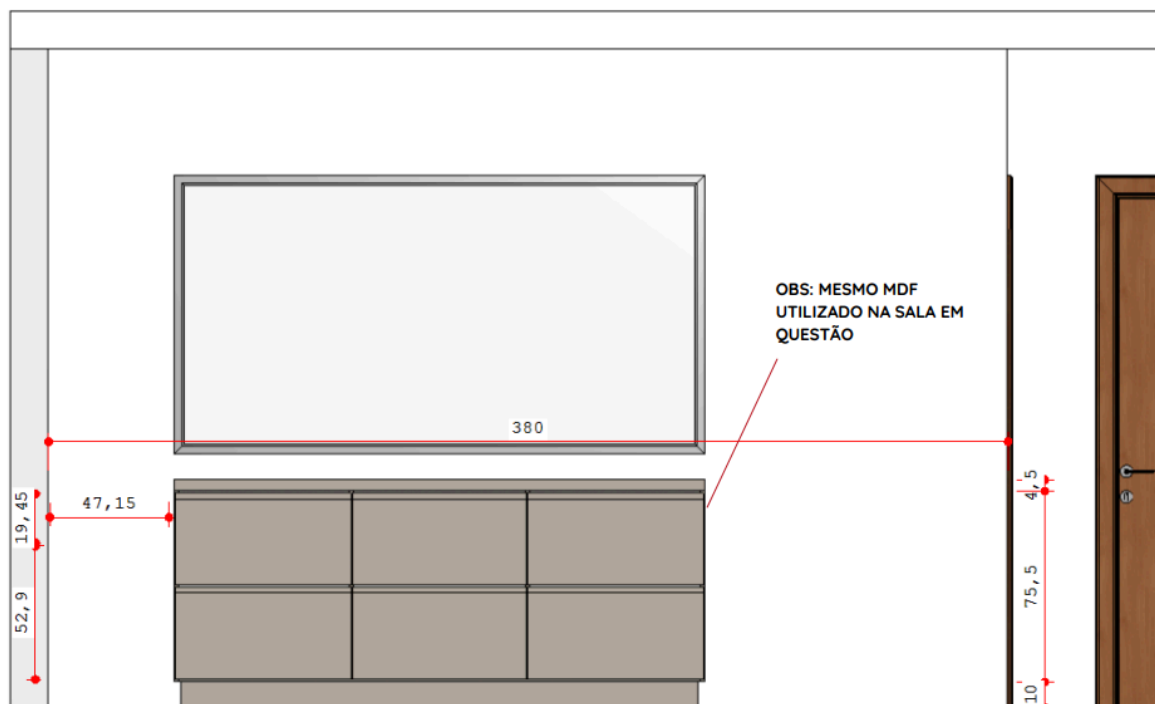 OBS: MESMO MDF
UTILIZADO NA SALA EM
QUESTÃO
380
47,15
19,45
52,9
4,5
75,5
10